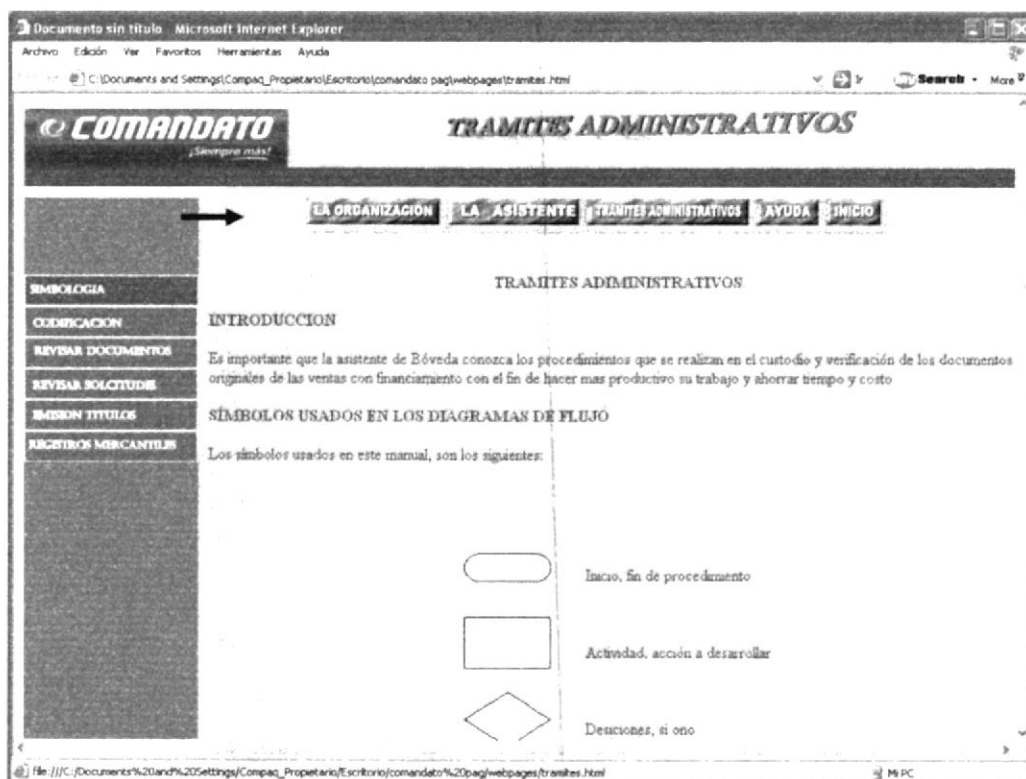 Documento sin título Microsoft Internet Explorer
Archivo Edición Ver Favoritos Herramientas Ayuda
C:\Documents and Settings\Compaq_Propietario\Escritorio\comandato pag\webpages\tramites.html Ir Search - More
COMANDATO
¡Siempre más!
TRAMITES ADMINISTRATIVOS
LA ORGANIZACIÓN LA ASISTENTE TRAMITES ADMINISTRATIVOS AYUDA INICIO
TRAMITES ADIMINISTRATIVOS
SIMBOLOGIA
CODIFICACION
REVISAR DOCUMENTOS
REVISAR SOLCITUDES
EMISION TITULOS
REGISTROS MERCANTILES
INTRODUCCION
Es importante que la asistente de Bóveda conozca los procedimientos que se realizan en el custodio y verificación de los documentos
originales de las ventas con financiamiento con el fin de hacer mas productivo su trabajo y ahorrar tiempo y costo
SÍMBOLOS USADOS EN LOS DIAGRAMAS DE FLUJO
Los símbolos usados en este manual, son los siguientes:
Inicio, fin de procedimiento
Actividad, acción a desarrollar
Desiciones, si ono
file:///C:/Documents%20and%20Settings/Compaq_Propietario/Escritorio/comandato%20pag/webpages/tramites.html Mi PC